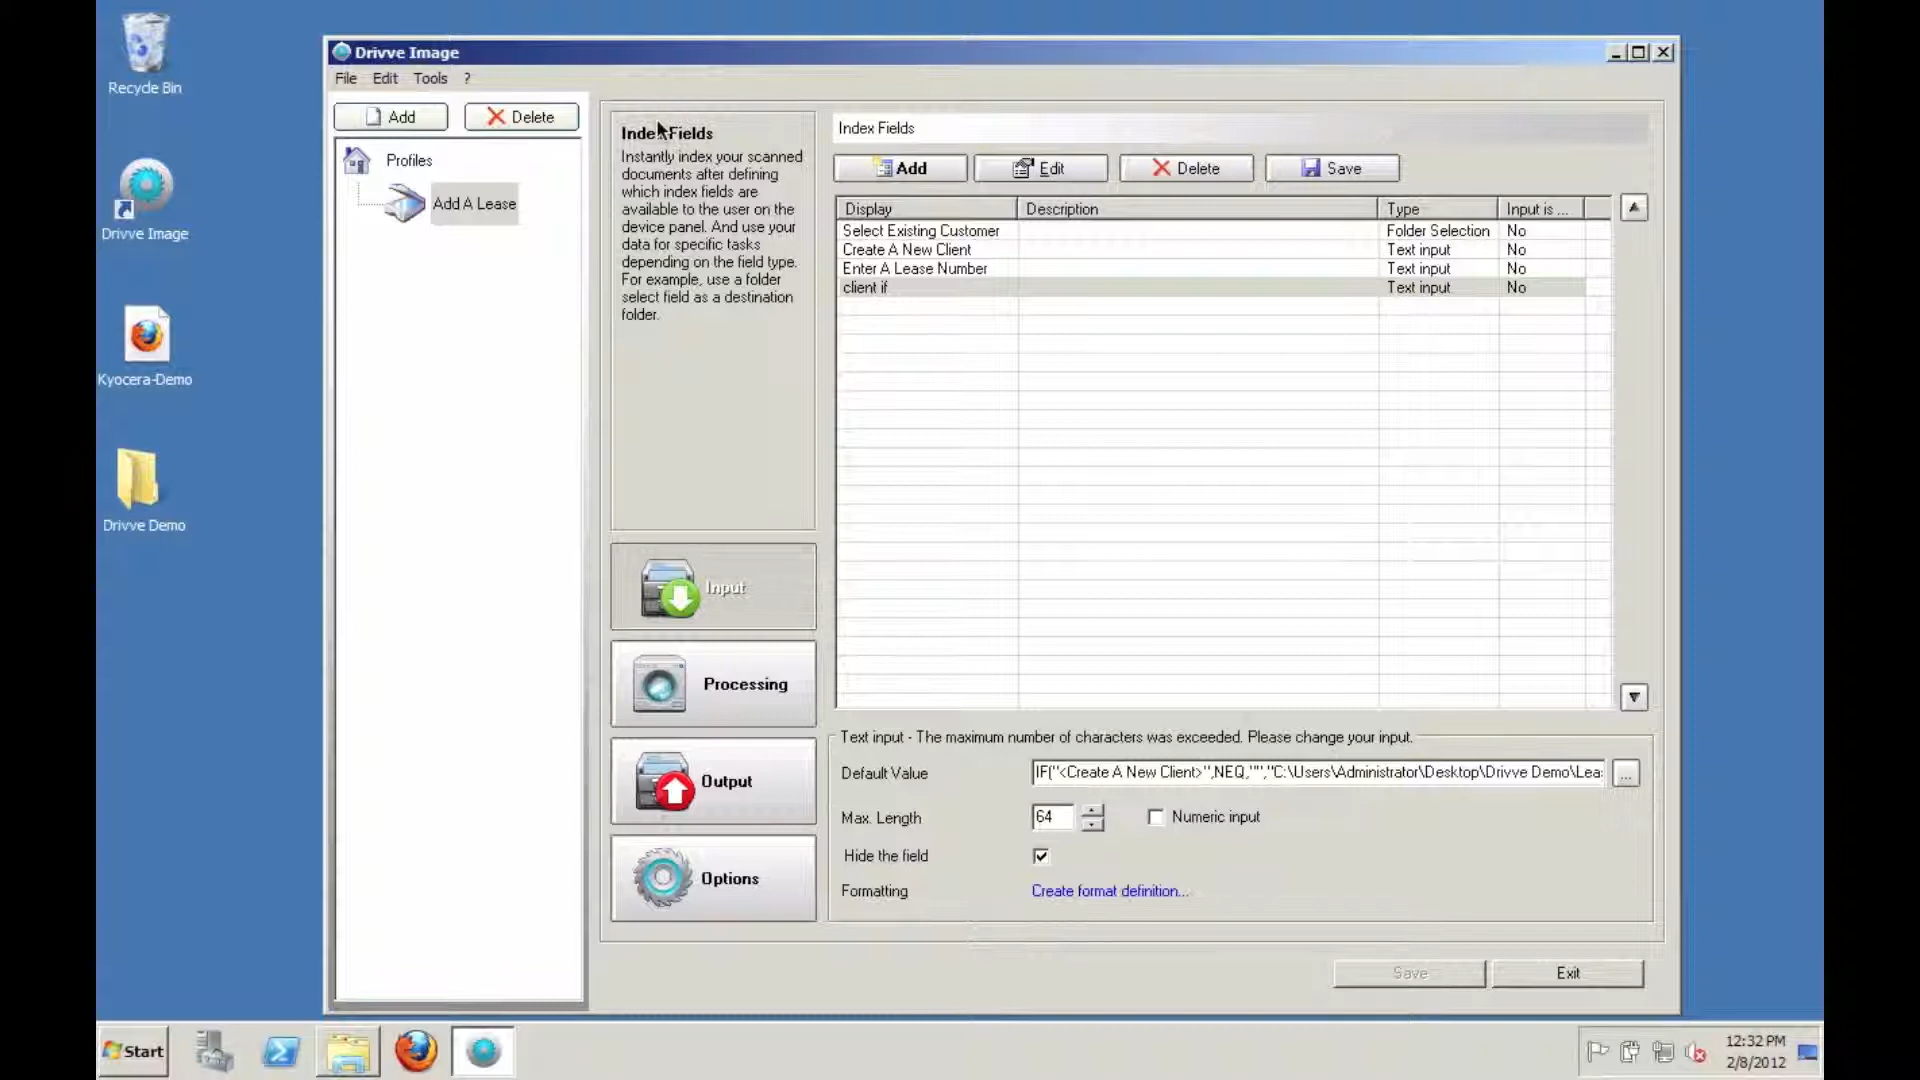 Recycle Bin
Drivve Image
Kyocera-Demo
Drivve Demo
Drivve Image
File Edit Tools ?
Add Delete
Profiles
Add A Lease
Index Fields
Instantly index your scanned
documents after defining
which index fields are
available to the user on the
device panel. And use your
data for specific tasks
depending on the field type.
For example, use a folder
select field as a destination
folder.
Input
Processing
Output
Options
Index Fields
Add Edit Delete Save
Display Description Type Input is ...
Select Existing Customer Folder Selection No
Create A New Client Text input No
Enter A Lease Number Text input No
client if Text input No
Text input - The maximum number of characters was exceeded. Please change your input.
Default Value IF("<Create A New Client>",NEQ,"","C:\Users\Administrator\Desktop\Drivve Demo\Lea: ...
Max. Length 64 Numeric input
Hide the field
Formatting Create format definition...
Save Exit
Start
12:32 PM
2/8/2012